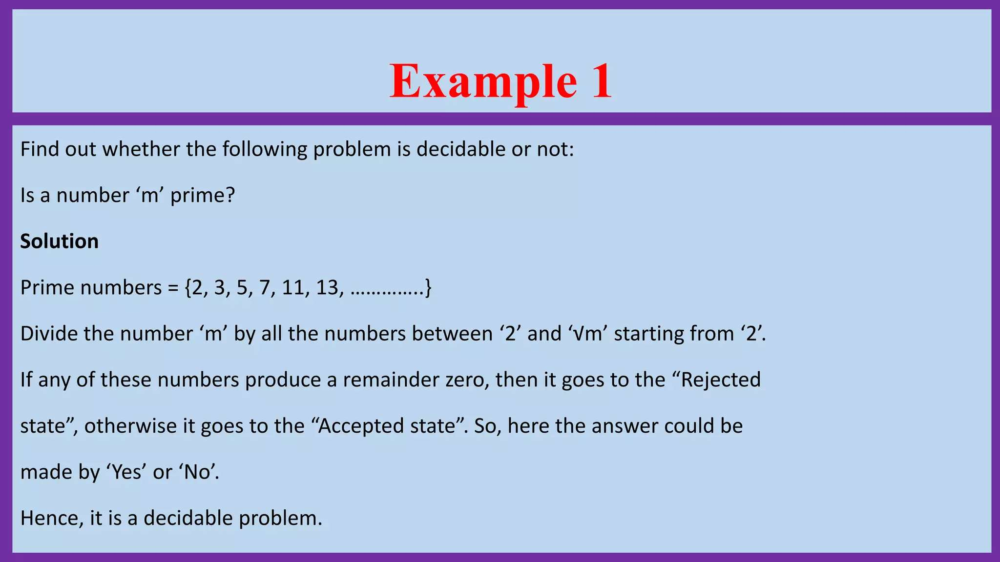 Example 1
Find out whether the following problem is decidable or not:
Is a number ‘m’ prime?
Solution
Prime numbers = {2, 3, 5, 7, 11, 13, …………..}
Divide the number ‘m’ by all the numbers between ‘2’ and ‘√m’ starting from ‘2’.
If any of these numbers produce a remainder zero, then it goes to the “Rejected
state”, otherwise it goes to the “Accepted state”. So, here the answer could be
made by ‘Yes’ or ‘No’.
Hence, it is a decidable problem.